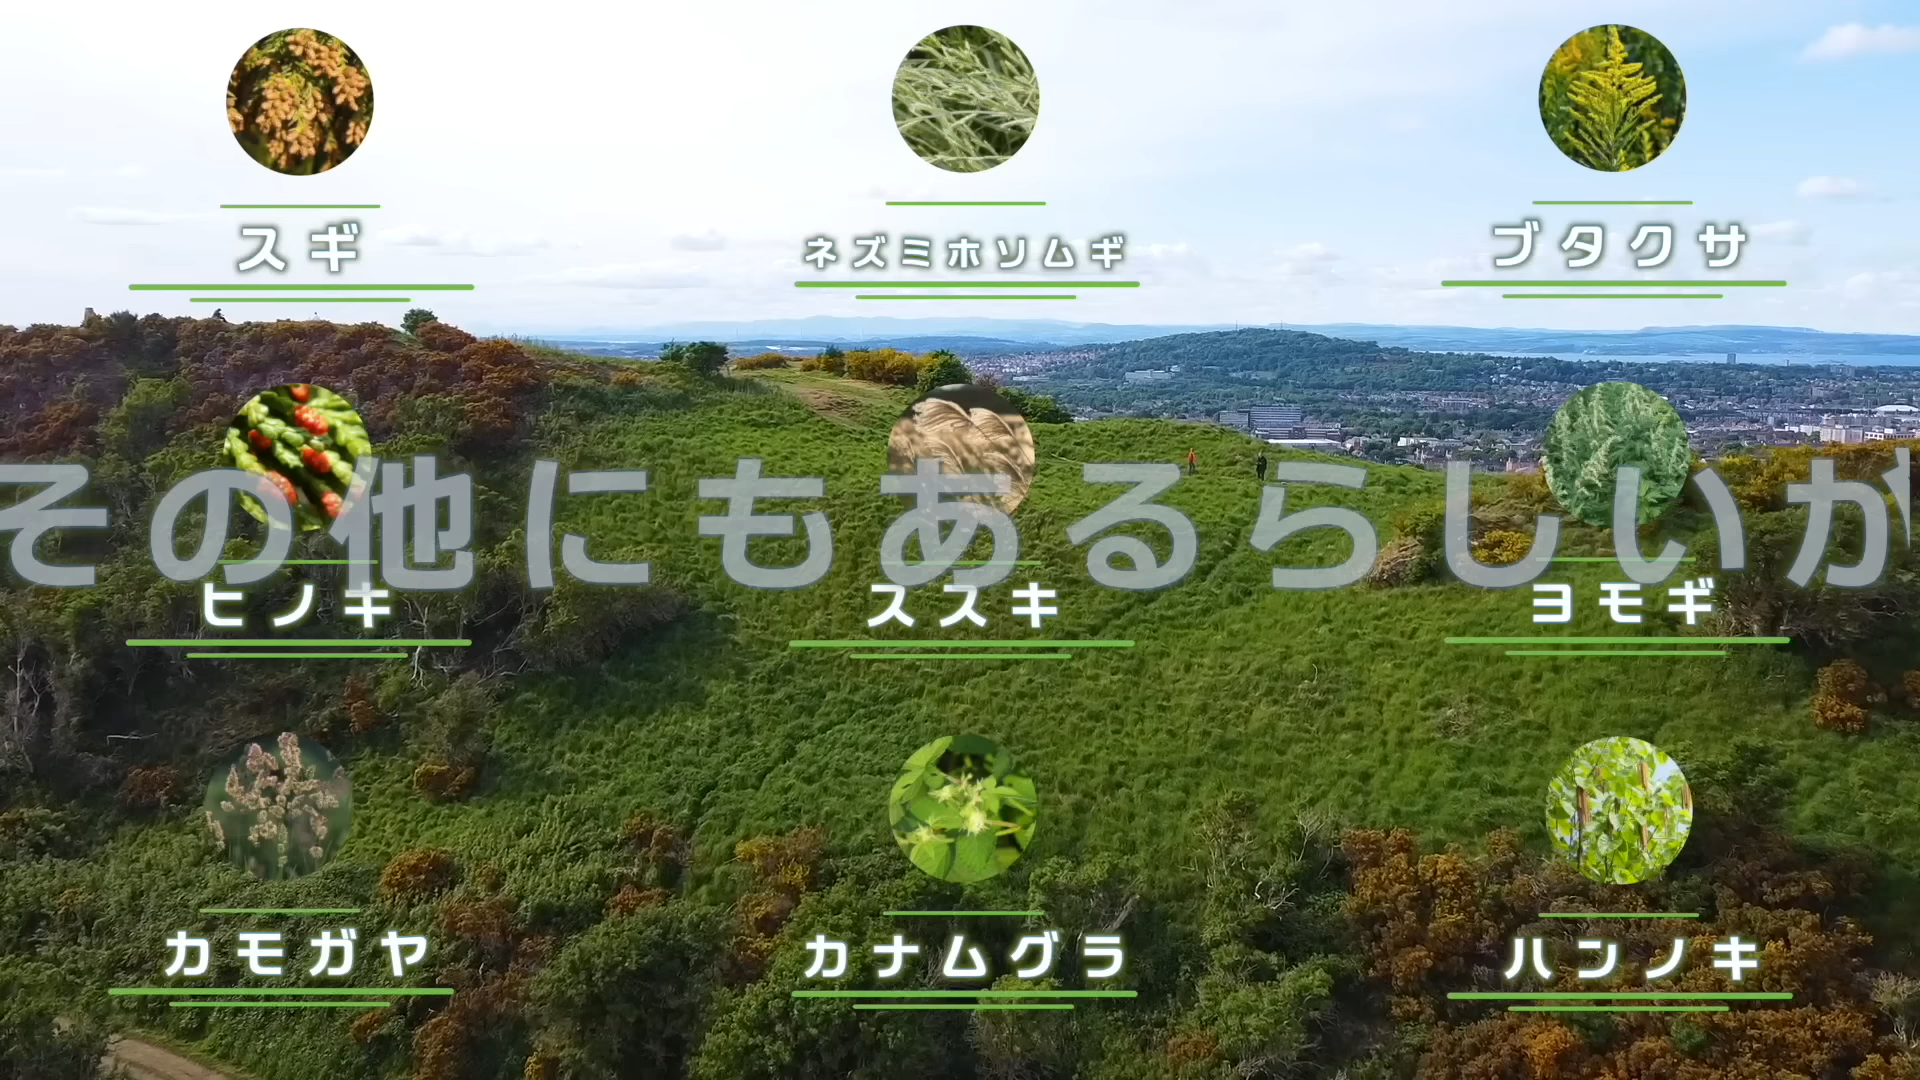 スギ
ネズミホソムギ
ブタクサ
その他にもあるらしいが
ヒノキ
ススキ
ヨモギ
カモガヤ
カナムグラ
ハンノキ